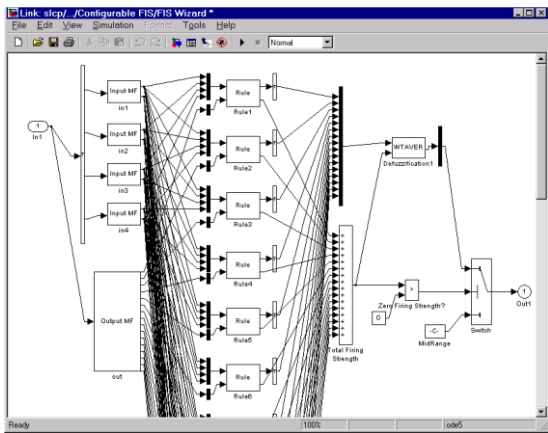 Link: slcp/.../Configurable FIS/FIS Wizard *
File Edit View Simulation Format Tools Help
Normal
1
In1
Input MF
in1
Input MF
in2
Input MF
in3
Input MF
in4
Output MF
out
Rule
Rule1
Rule
Rule2
Rule
Rule3
Rule
Rule4
Rule
Rule5
Rule
Rule6
Total Firing
Strength
WTAVER
Defuzzification1
>
Zero Firing Strength?
0
-C-
MidRange
Switch
1
Out1
Ready 100% ode5